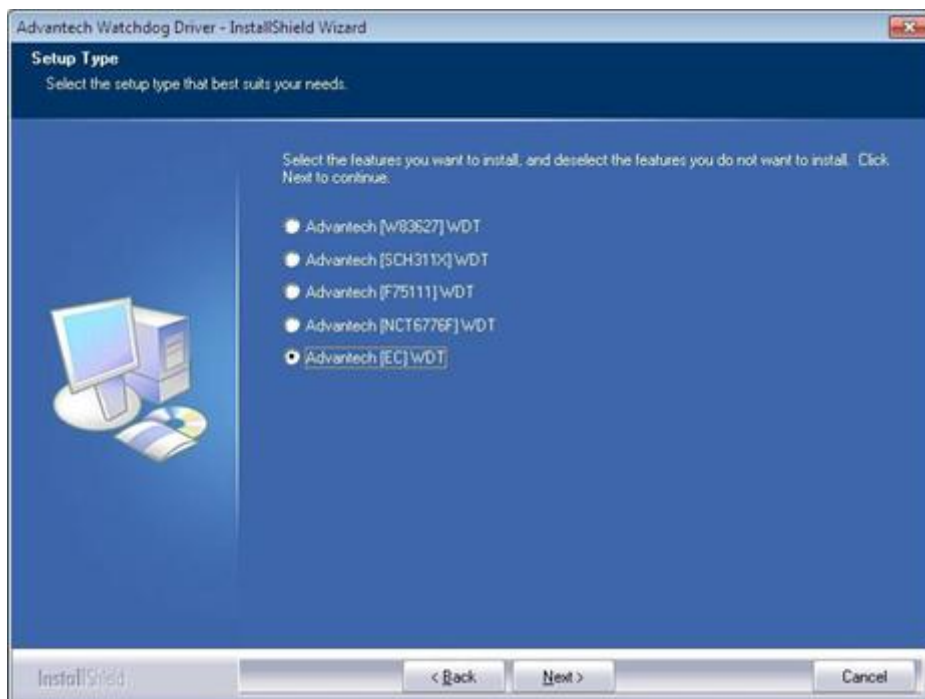 Advantech Watchdog Driver - InstallShield Wizard
Setup Type
Select the setup type that best suits your needs.
Select the features you want to install, and deselect the features you do not want to install. Click
Next to continue.
Advantech [W83627] WDT
Advantech [SCH311X] WDT
Advantech [F75111] WDT
Advantech [NCT6776F] WDT
Advantech [EC] WDT
InstallShield
< Back
Next >
Cancel